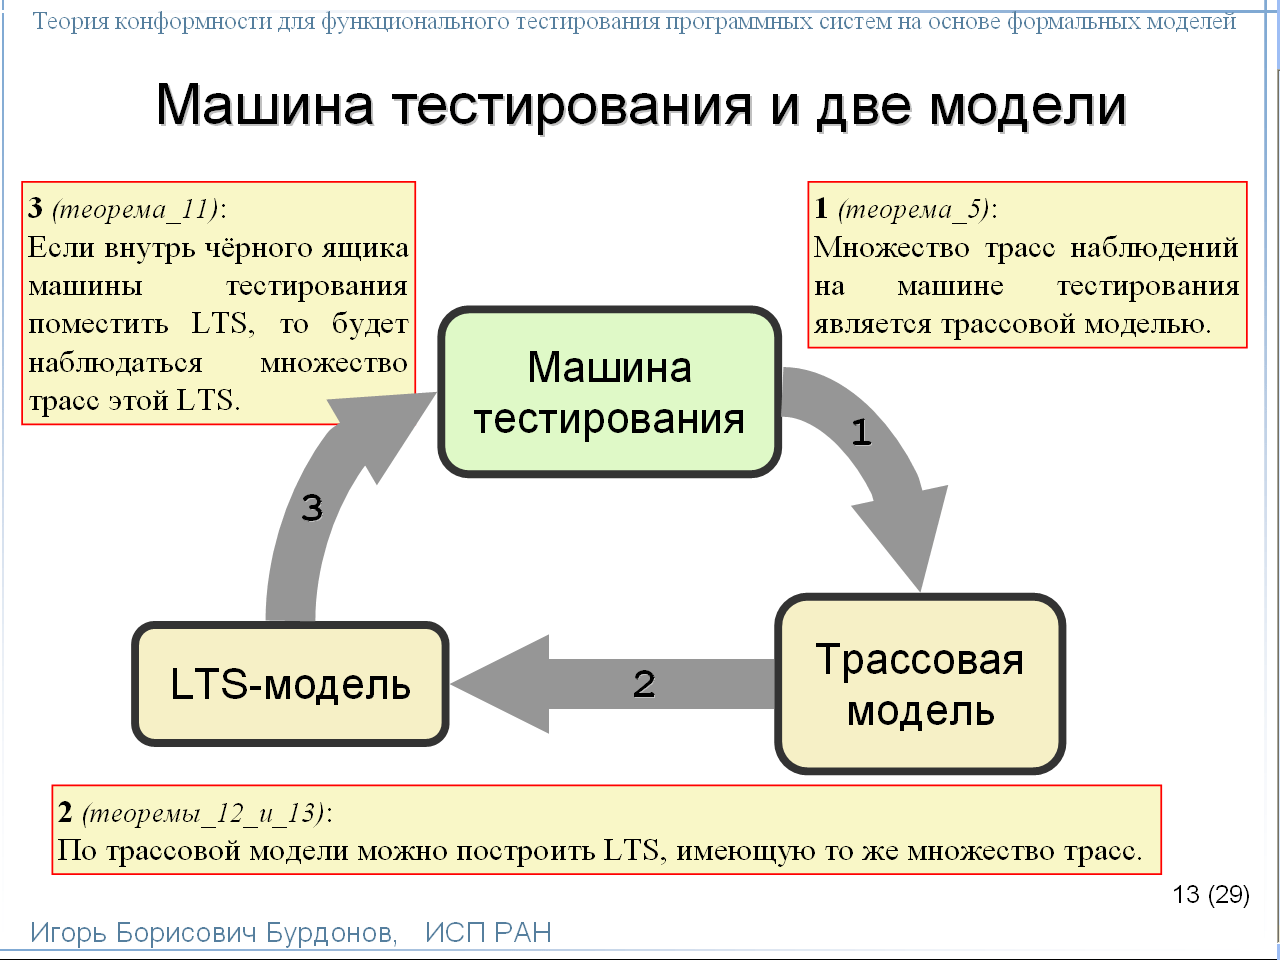 Теория конформности для функционального тестирования программных систем на основе формальных моделей
Машина тестирования и две модели
3 (теорема_11):
Если внутрь чёрного ящика
машины тестирования
поместить LTS, то будет
наблюдаться множество
трасс этой LTS.
1 (теорема_5):
Множество трасс наблюдений
на машине тестирования
является трассовой моделью.
Машина
тестирования
1
3
Трассовая
модель
2
LTS-модель
2 (теоремы_12_и_13):
По трассовой модели можно построить LTS, имеющую то же множество трасс.
13 (29)
Игорь Борисович Бурдонов, ИСП РАН